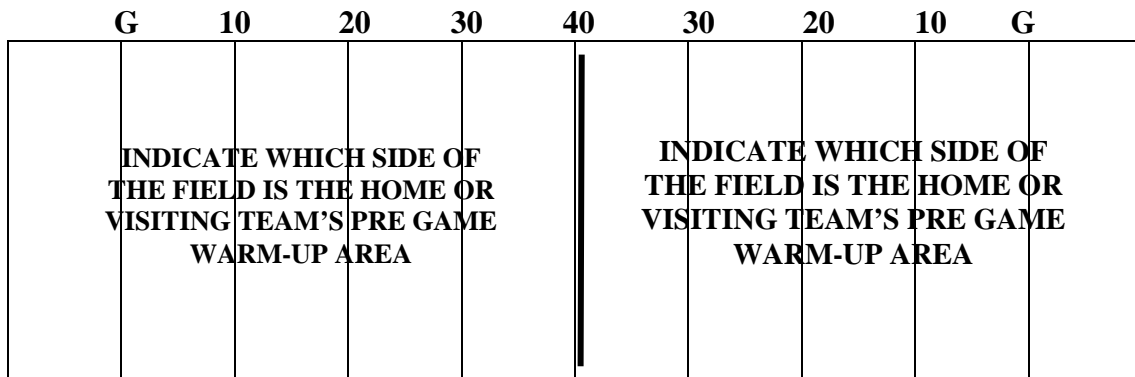 G 10 20 30 40 30 20 10 G
INDICATE WHICH SIDE OF
THE FIELD IS THE HOME OR
VISITING TEAM’S PRE GAME
WARM-UP AREA
INDICATE WHICH SIDE OF
THE FIELD IS THE HOME OR
VISITING TEAM’S PRE GAME
WARM-UP AREA